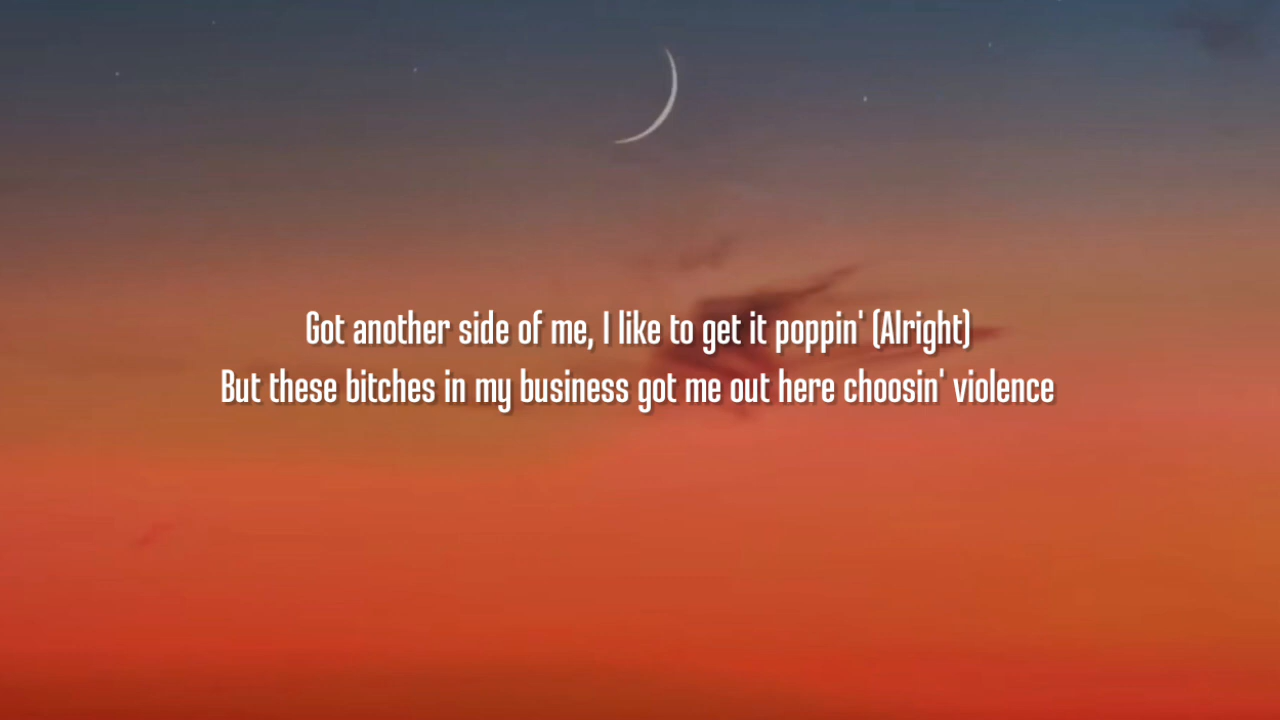 Got another side of me, I like to get it poppin' (Alright)
But these bitches in my business got me out here choosin' violence